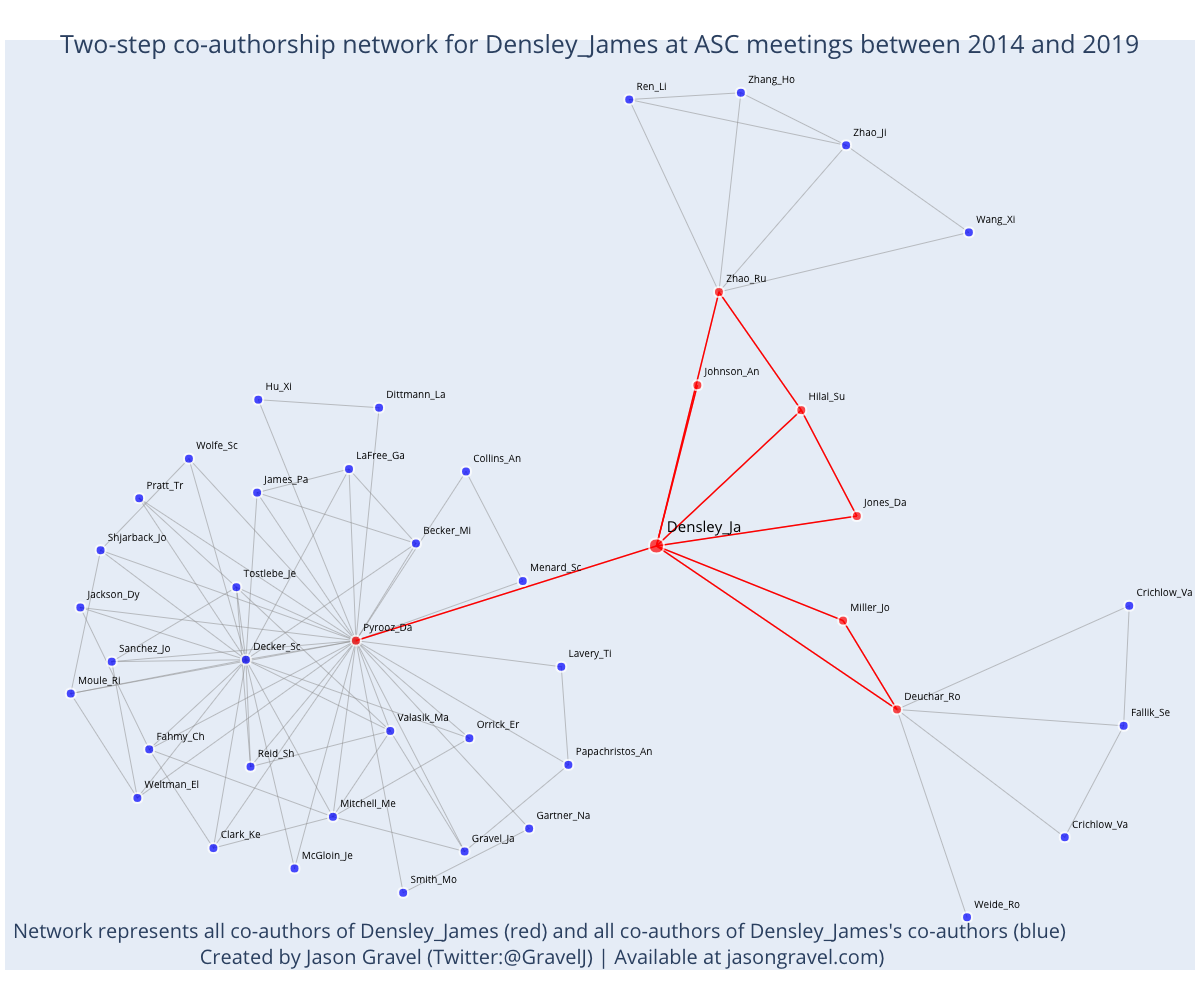 Two-step co-authorship network for Densley_James at ASC meetings between 2014 and 2019
Zhang_Ho
Ren_Li
Zhao_Ji
Wang_Xi
Zhao_Ru
Johnson_An
Hu_Xi
Dittmann_La
Hilal_Su
Wolfe_Sc
LaFree_Ga
Collins_An
James_Pa
Pratt_Tr
Jones_Da
Densley_Ja
Becker_Mi
Shjarback_Jo
Menard_Sc
Tostlebe_Je
Crichlow_Va
Jackson_Dy
Miller_Jo
Pyrooz_Da
Sanchez_Jo
Decker_Sc
Lavery_Ti
Moule_Ri
Deuchar_Ro
Fallik_Se
Valasik_Ma
Orrick_Er
Fahmy_Ch
Reid_Sh
Papachristos_An
Weltman_El
Mitchell_Me
Gartner_Na
Crichlow_Va
Clark_Ke
Gravel_Ja
McGloin_Je
Smith_Mo
Weide_Ro
Network represents all co-authors of Densley_James (red) and all co-authors of Densley_James's co-authors (blue)
Created by Jason Gravel (Twitter:@GravelJ) | Available at jasongravel.com)